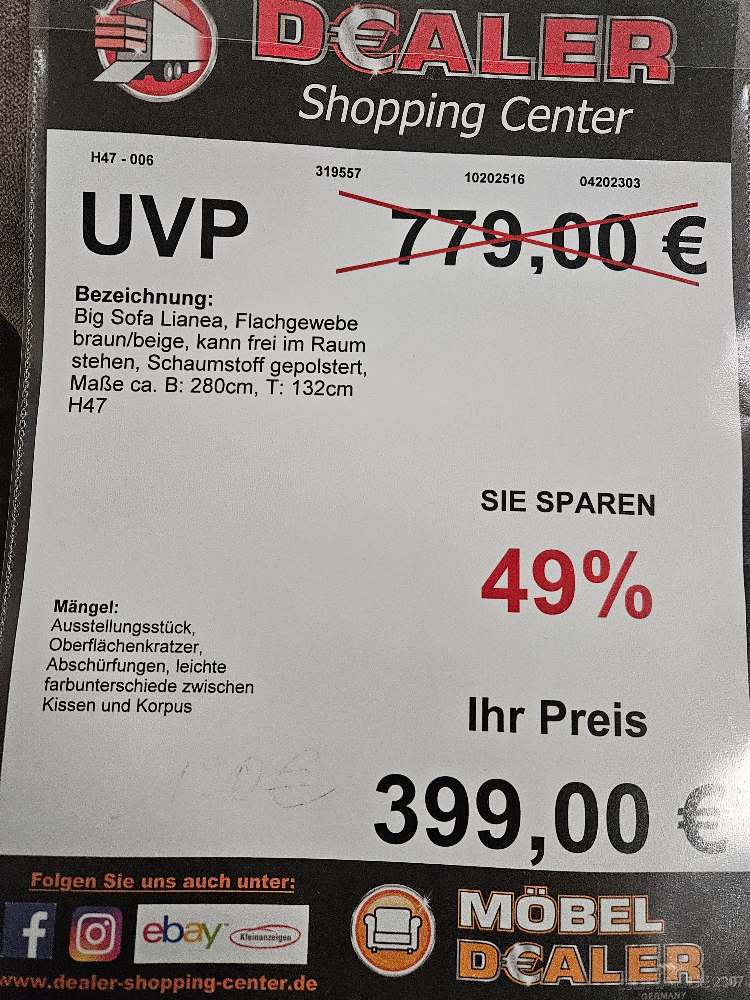 D€ALER
Shopping Center
H47 - 006 319557 10202516 04202303
UVP 779,00 €
Bezeichnung:
Big Sofa Lianea, Flachgewebe
braun/beige, kann frei im Raum
stehen, Schaumstoff gepolstert,
Maße ca. B: 280cm, T: 132cm
H47
SIE SPAREN
49%
Mängel:
Ausstellungsstück,
Oberflächenkratzer,
Abschürfungen, leichte
farbunterschiede zwischen
Kissen und Korpus
Ihr Preis
399,00 €
Folgen Sie uns auch unter:
f ebay Kleinanzeigen
www.dealer-shopping-center.de
MÖBEL
D€ALER
GERMANY